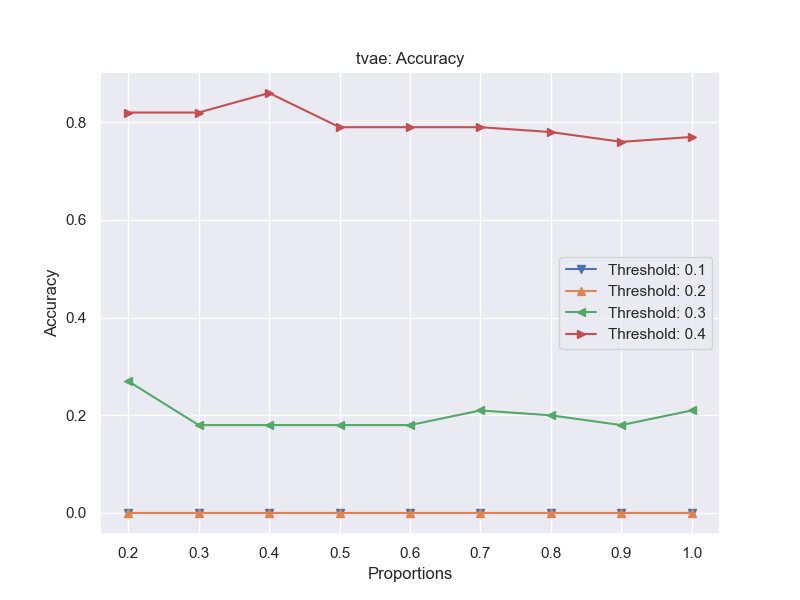 tvae: Accuracy
Accuracy
0.8
0.6
0.4
0.2
0.0
Threshold: 0.1
Threshold: 0.2
Threshold: 0.3
Threshold: 0.4
0.2 0.3 0.4 0.5 0.6 0.7 0.8 0.9 1.0
Proportions